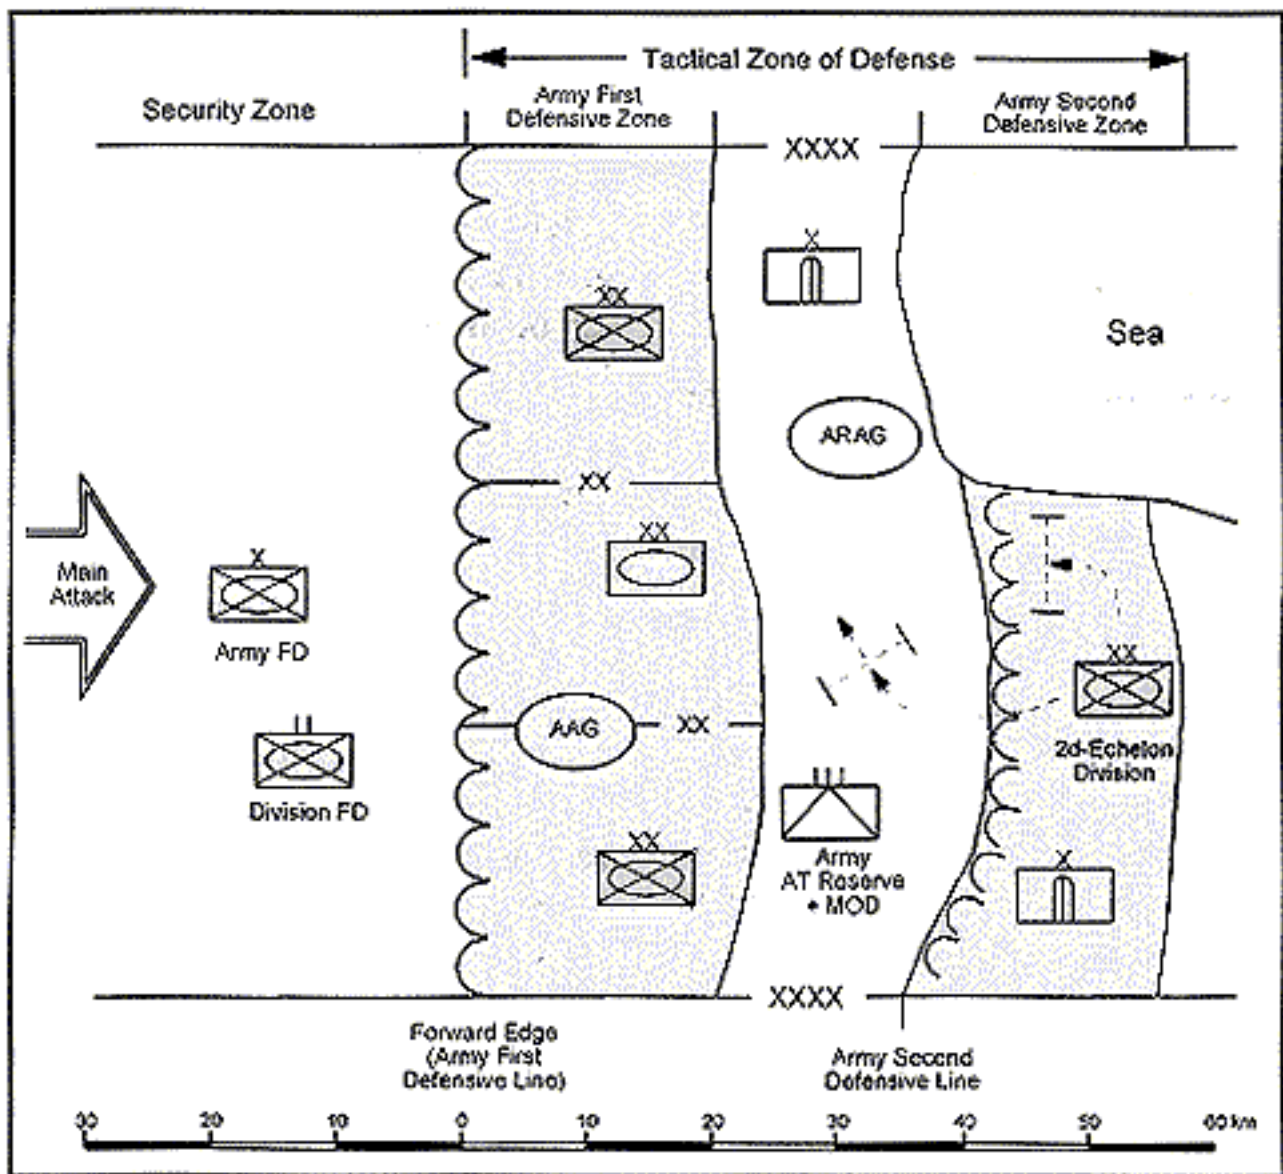 Tactical Zone of Defense
Security Zone
Army First
Defensive Zone
Army Second
Defensive Zone
XXXX
X
XX
Sea
ARAG
XX
XX
Main
Attack
X
Army FD
XX
AAG
XX
II
Division FD
2d-Echelon
Division
III
Army
AT Reserve
• MOD
XX
X
XXXX
Forward Edge
(Army First
Defensive Line)
Army Second
Defensive Line
30 20 10 0 10 20 30 40 50 60 km